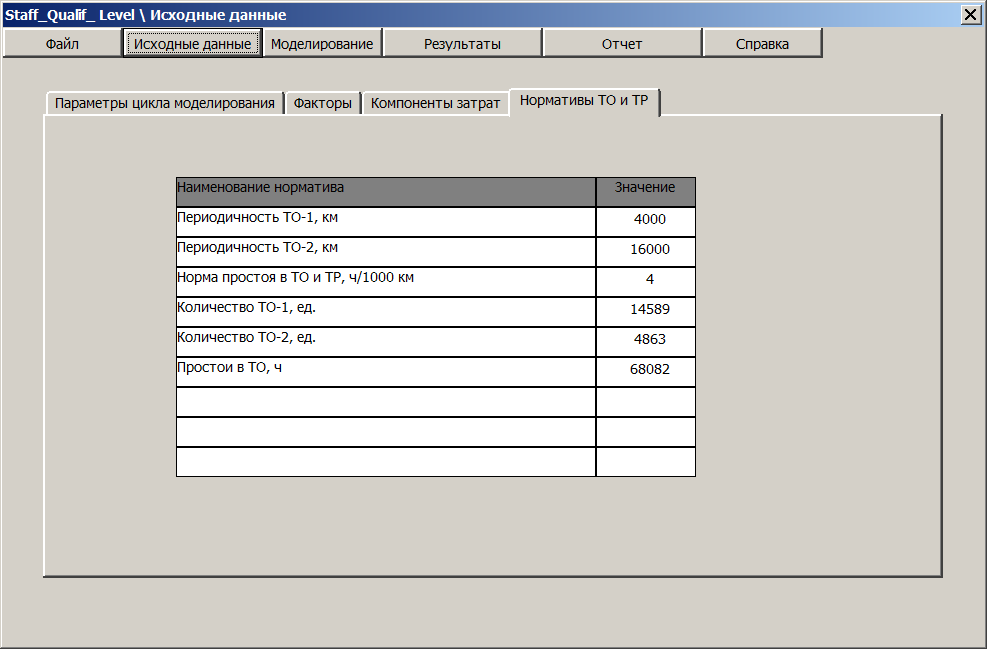 Staff_Qualif_ Level \ Исходные данные
Файл Исходные данные Моделирование Результаты Отчет Справка
Параметры цикла моделирования Факторы Компоненты затрат Нормативы ТО и ТР
Наименование норматива Значение
Периодичность ТО-1, км 4000
Периодичность ТО-2, км 16000
Норма простоя в ТО и ТР, ч/1000 км 4
Количество ТО-1, ед. 14589
Количество ТО-2, ед. 4863
Простои в ТО, ч 68082